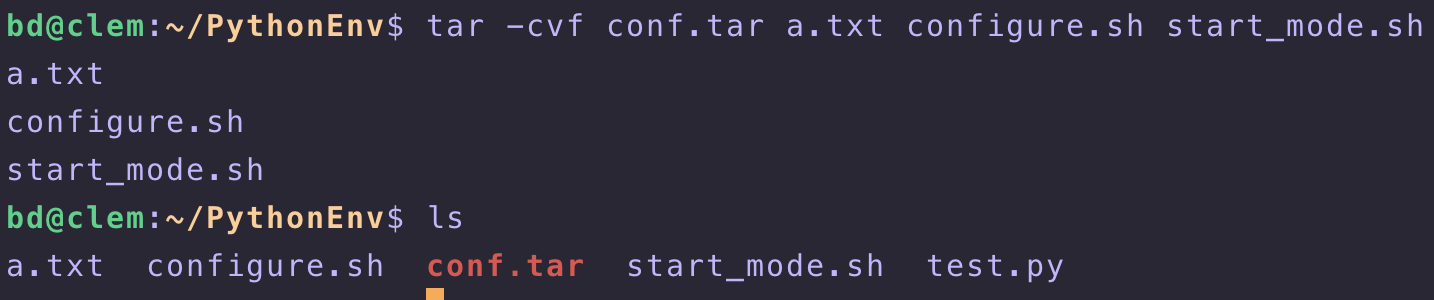 bd@clem:~/PythonEnv$ tar -cvf conf.tar a.txt configure.sh start_mode.sh
a.txt
configure.sh
start_mode.sh
bd@clem:~/PythonEnv$ ls
a.txt  configure.sh  conf.tar  start_mode.sh  test.py